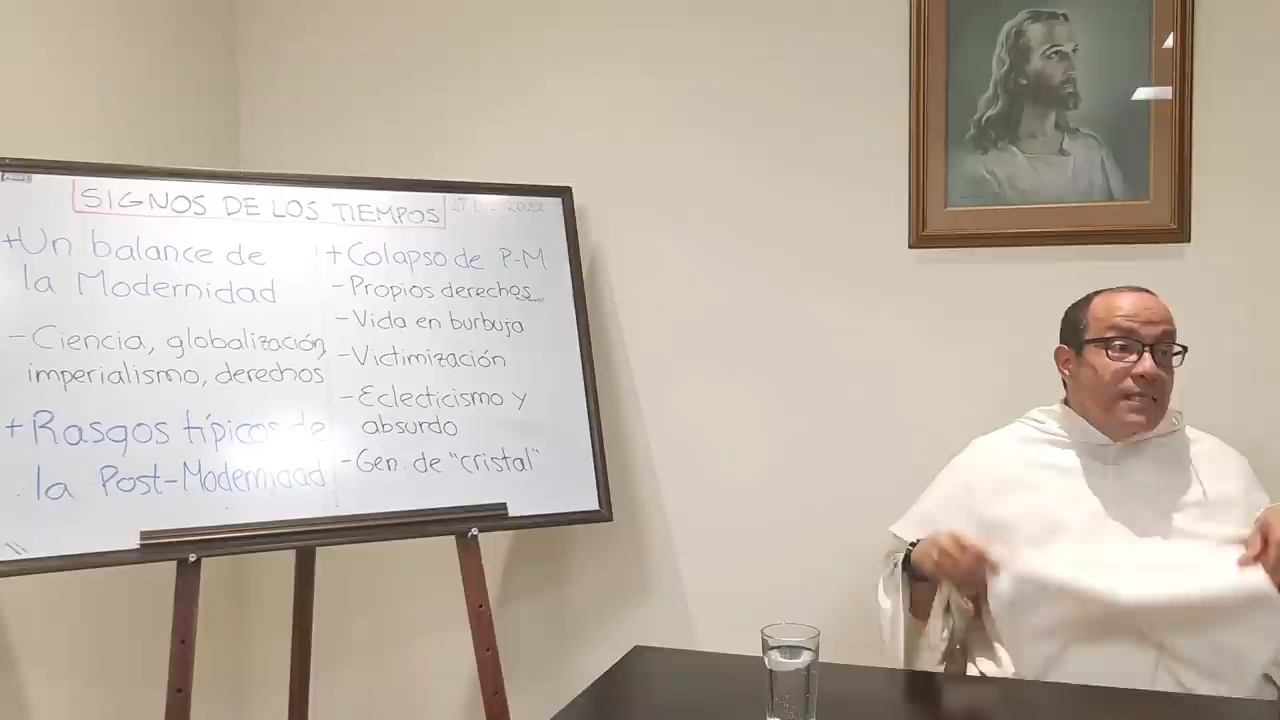 SIGNOS DE LOS TIEMPOS
2022
+Un balance de
la Modernidad
-Ciencia, globalización,
imperialismo, derechos
+Rasgos típicos de
la Post-Modernidad
+Colapso de P-M
-Propios derechos
-Vida en burbuja
-Victimización
-Eclecticismo y
absurdo
-Gen. de "cristal"